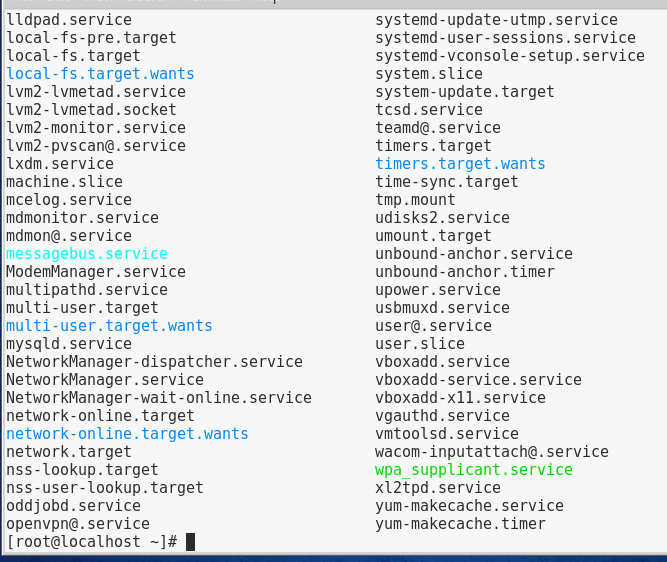 lldpad.service systemd-update-utmp.service
local-fs-pre.target systemd-user-sessions.service
local-fs.target systemd-vconsole-setup.service
local-fs.target.wants system.slice
lvm2-lvmetad.service system-update.target
lvm2-lvmetad.socket tcsd.service
lvm2-monitor.service teamd@.service
lvm2-pvscan@.service timers.target
lxdm.service timers.target.wants
machine.slice time-sync.target
mcelog.service tmp.mount
mdmonitor.service udisks2.service
mdmon@.service umount.target
messagebus.service unbound-anchor.service
ModemManager.service unbound-anchor.timer
multipathd.service upower.service
multi-user.target usbmuxd.service
multi-user.target.wants user@.service
mysqld.service user.slice
NetworkManager-dispatcher.service vboxadd.service
NetworkManager.service vboxadd-service.service
NetworkManager-wait-online.service vboxadd-x11.service
network-online.target vgauthd.service
network-online.target.wants vmtoolsd.service
network.target wacom-inputattach@.service
nss-lookup.target wpa_supplicant.service
nss-user-lookup.target xl2tpd.service
oddjobd.service yum-makecache.service
openvpn@.service yum-makecache.timer
[root@localhost ~]#